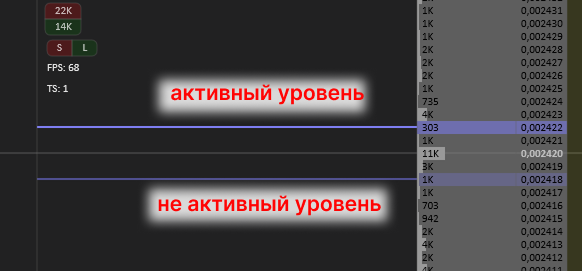 22K
14K
S L
FPS: 68
TS: 1
активный уровень
не активный уровень
0,002431
1K 0,002430
1K 0,002429
2K 0,002428
2K 0,002427
2K 0,002426
1K 0,002425
735 0,002424
4K 0,002423
303 0,002422
1K 0,002421
11K 0,002420
3K 0,002419
1K 0,002418
1K 0,002417
703 0,002416
942 0,002415
2K 0,002414
4K 0,002413
2K 0,002412
4K 0,002411